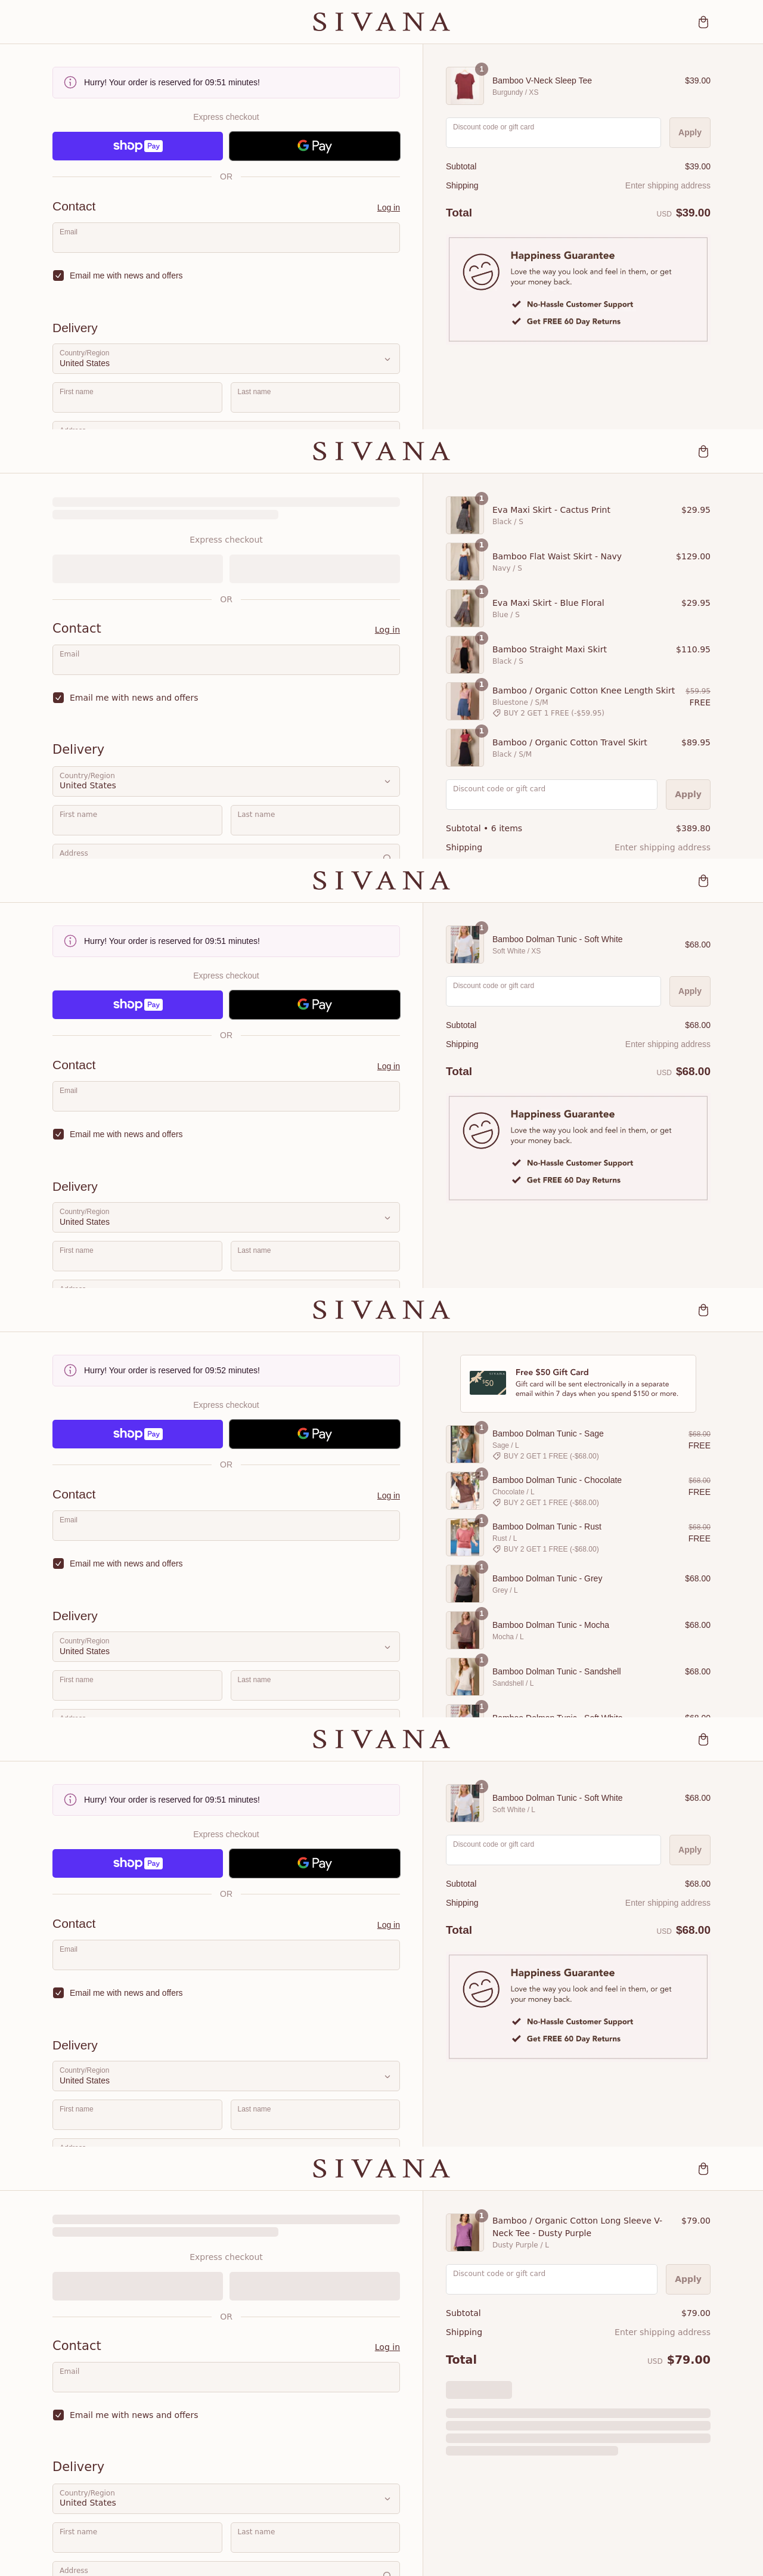 SIVANA
Hurry! Your order is reserved for 09:51 minutes!
Express checkout
shop Pay
G Pay
OR
Contact
Log in
Email
Email me with news and offers
Delivery
Country/Region
United States
First name
Last name
1
Bamboo V-Neck Sleep Tee
$39.00
Burgundy / XS
Discount code or gift card
Apply
Subtotal
$39.00
Shipping
Enter shipping address
Total
USD $39.00
Happiness Guarantee
Love the way you look and feel in them, or get
your money back.
No-Hassle Customer Support
Get FREE 60 Day Returns
SIVANA
Express checkout
OR
Contact
Log in
Email
Email me with news and offers
Delivery
Country/Region
United States
First name
Last name
Address
1
Eva Maxi Skirt - Cactus Print
$29.95
Black / S
1
Bamboo Flat Waist Skirt - Navy
$129.00
Navy / S
1
Eva Maxi Skirt - Blue Floral
$29.95
Blue / S
1
Bamboo Straight Maxi Skirt
$110.95
Black / S
1
Bamboo / Organic Cotton Knee Length Skirt
$59.95
Bluestone / S/M
FREE
BUY 2 GET 1 FREE (-$59.95)
1
Bamboo / Organic Cotton Travel Skirt
$89.95
Black / S/M
Discount code or gift card
Apply
Subtotal • 6 items
$389.80
Shipping
Enter shipping address
SIVANA
Hurry! Your order is reserved for 09:51 minutes!
Express checkout
shop Pay
G Pay
OR
Contact
Log in
Email
Email me with news and offers
Delivery
Country/Region
United States
First name
Last name
1
Bamboo Dolman Tunic - Soft White
$68.00
Soft White / XS
Discount code or gift card
Apply
Subtotal
$68.00
Shipping
Enter shipping address
Total
USD $68.00
Happiness Guarantee
Love the way you look and feel in them, or get
your money back.
No-Hassle Customer Support
Get FREE 60 Day Returns
SIVANA
Hurry! Your order is reserved for 09:52 minutes!
Express checkout
shop Pay
G Pay
OR
Contact
Log in
Email
Email me with news and offers
Delivery
Country/Region
United States
First name
Last name
SIVANA
$50
Free $50 Gift Card
Gift card will be sent electronically in a separate
email within 7 days when you spend $150 or more.
1
Bamboo Dolman Tunic - Sage
$68.00
Sage / L
FREE
BUY 2 GET 1 FREE (-$68.00)
1
Bamboo Dolman Tunic - Chocolate
$68.00
Chocolate / L
FREE
BUY 2 GET 1 FREE (-$68.00)
1
Bamboo Dolman Tunic - Rust
$68.00
Rust / L
FREE
BUY 2 GET 1 FREE (-$68.00)
1
Bamboo Dolman Tunic - Grey
$68.00
Grey / L
1
Bamboo Dolman Tunic - Mocha
$68.00
Mocha / L
1
Bamboo Dolman Tunic - Sandshell
$68.00
Sandshell / L
1
Bamboo Dolman Tunic - Soft White
$68.00
SIVANA
Hurry! Your order is reserved for 09:51 minutes!
Express checkout
shop Pay
G Pay
OR
Contact
Log in
Email
Email me with news and offers
Delivery
Country/Region
United States
First name
Last name
1
Bamboo Dolman Tunic - Soft White
$68.00
Soft White / L
Discount code or gift card
Apply
Subtotal
$68.00
Shipping
Enter shipping address
Total
USD $68.00
Happiness Guarantee
Love the way you look and feel in them, or get
your money back.
No-Hassle Customer Support
Get FREE 60 Day Returns
SIVANA
Express checkout
OR
Contact
Log in
Email
Email me with news and offers
Delivery
Country/Region
United States
First name
Last name
Address
1
Bamboo / Organic Cotton Long Sleeve V-
Neck Tee - Dusty Purple
$79.00
Dusty Purple / L
Discount code or gift card
Apply
Subtotal
$79.00
Shipping
Enter shipping address
Total
USD $79.00